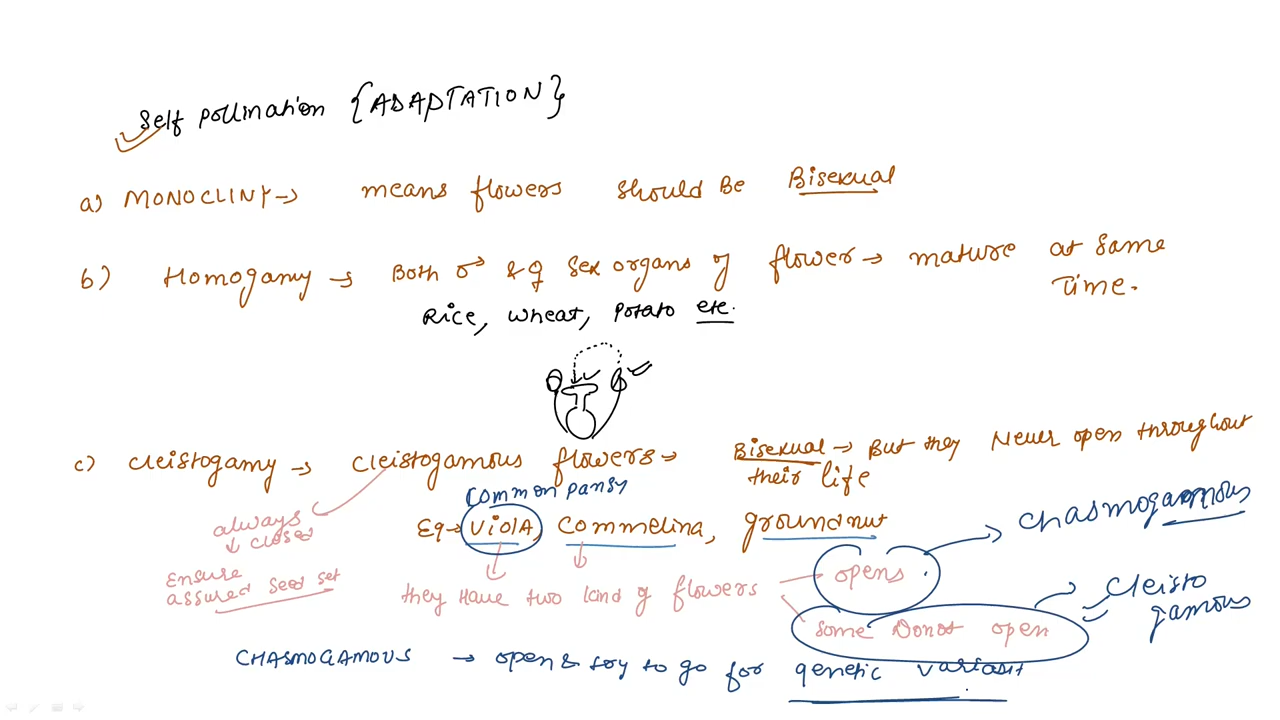 Self Pollination {ADAPTATION}
a) MONOCLINY → means flowers should Be Bisexual
b) Homogamy → Both ♂ & ♀ sex organs of flower → mature at same Time.
Rice, Wheat, Potato etc.
c) Cleistogamy → Cleistogamous flowers → Bisexual → But they Never open throughout
their life
Common pansy
always
↓ closed
Ensure
assured seed set
Eg → ViolA, Commelina, groundnut
they Have two kind of flowers
opens
chasmogamous
some Donot open
cleisto
gamous
CHASMOGAMOUS → open & try to go for genetic